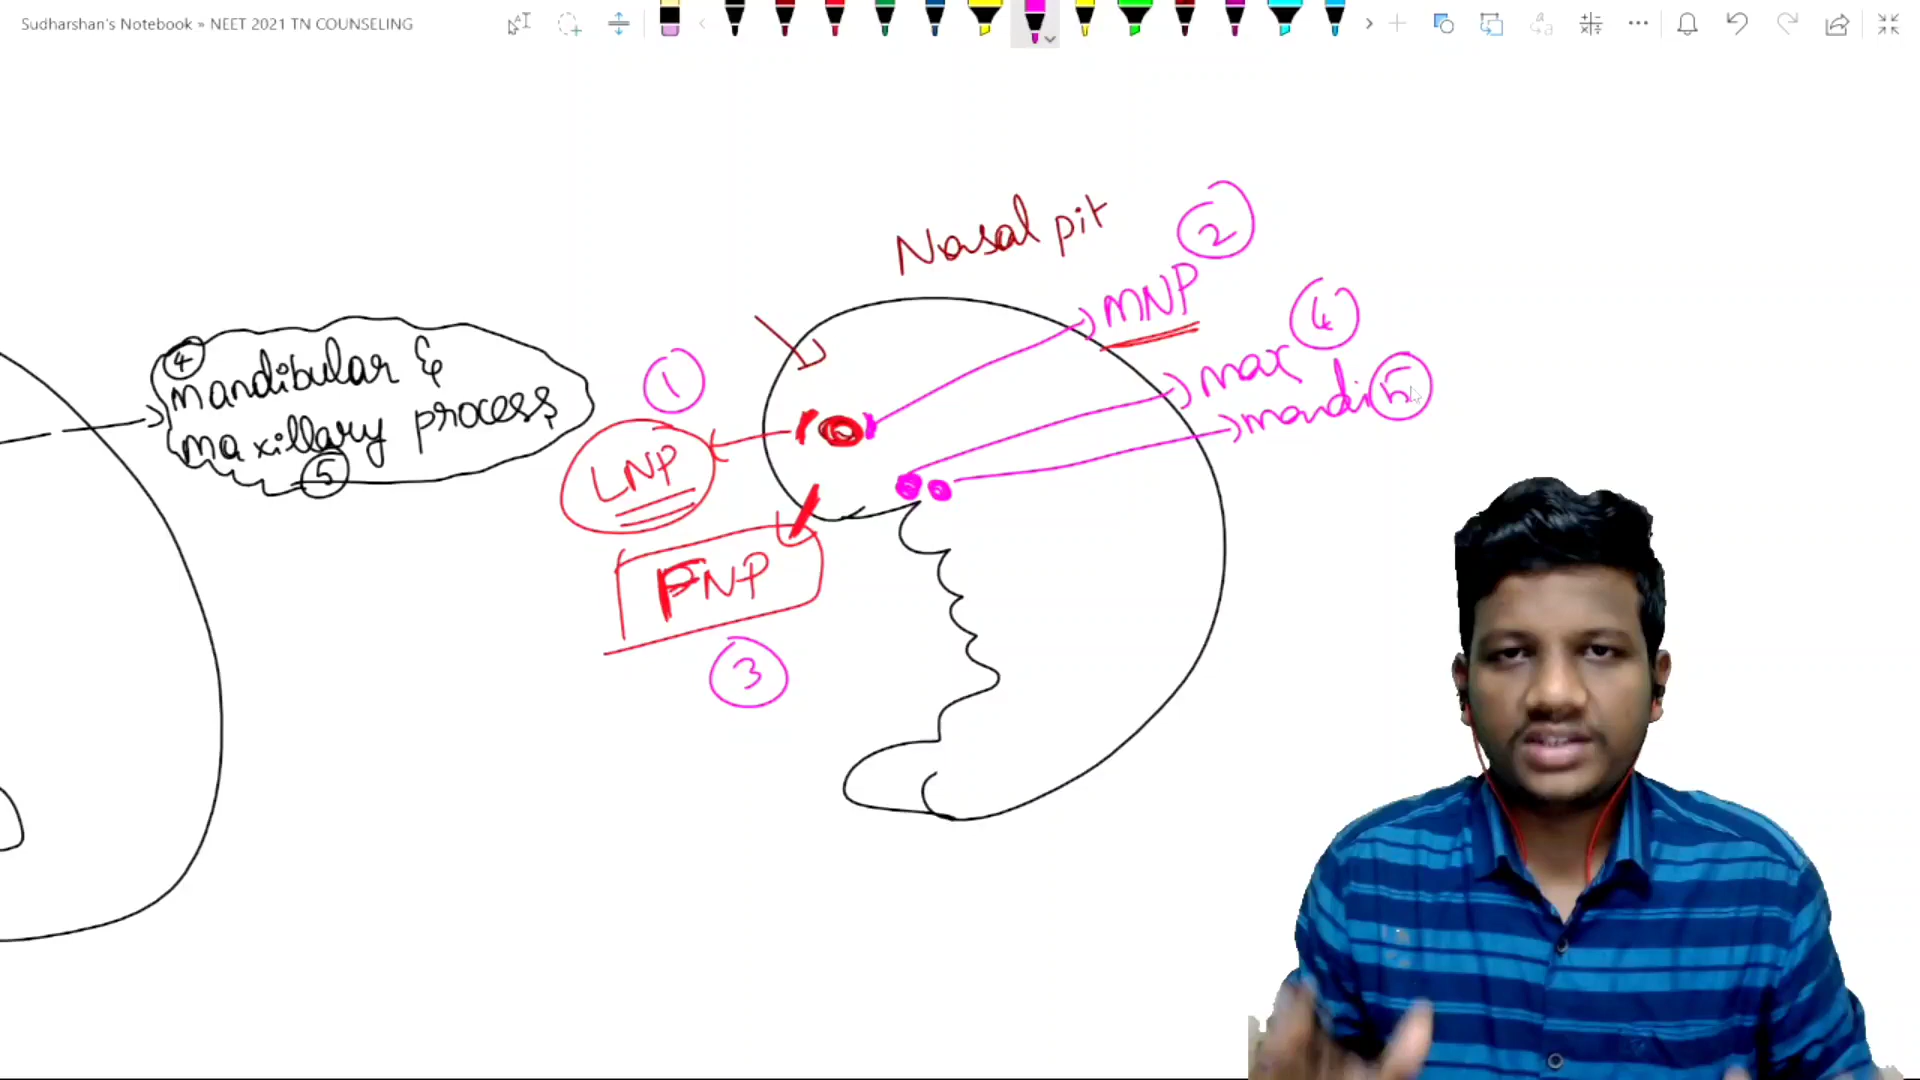 Sudharshan's Notebook » NEET 2021 TN COUNSELING
Nasal pit
2
MNP
4
max
mandi 5
1
LNP
FNP
3
4
mandibular &
maxillary process
5